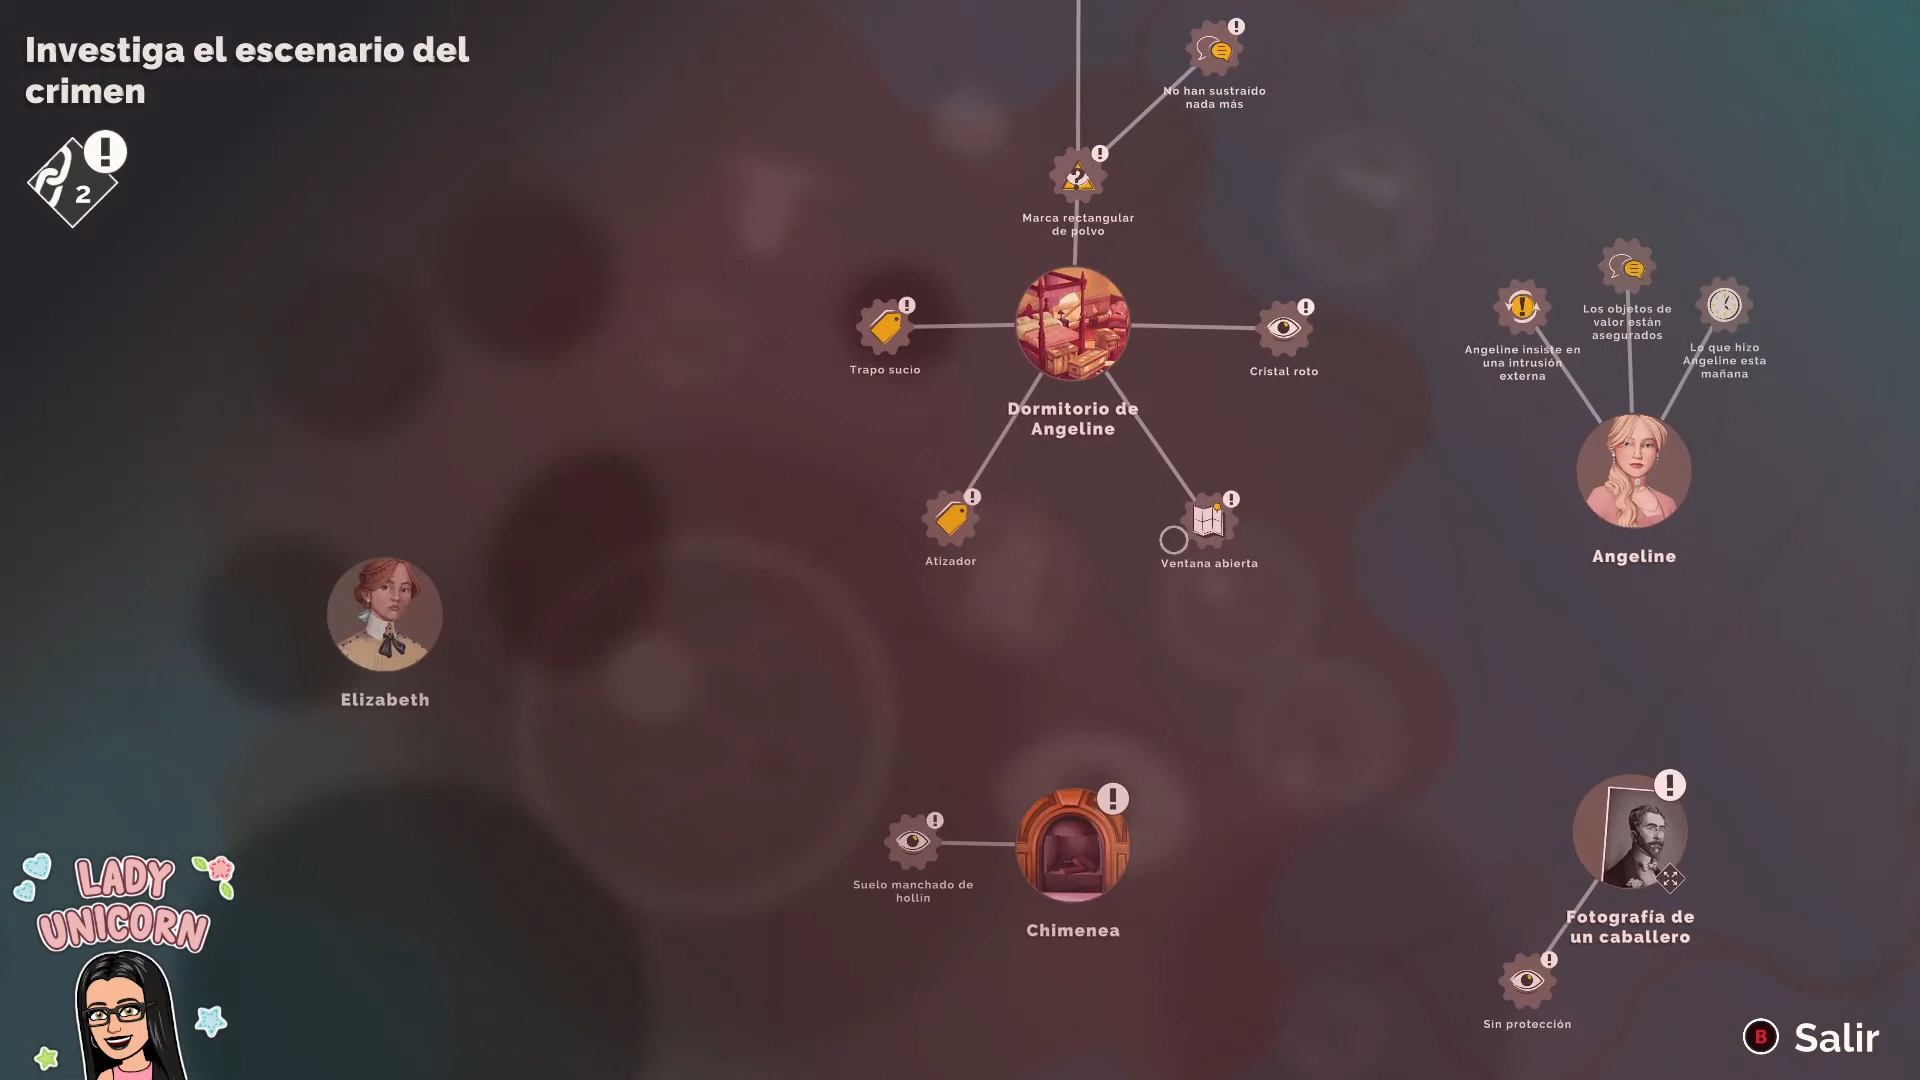 Investiga el escenario del
crimen
2
No han sustraído
nada más
Marca rectangular
de polvo
Trapo sucio
Dormitorio de
Angeline
Cristal roto
Angeline insiste en
una intrusión
externa
Los objetos de
valor están
asegurados
Lo que hizo
Angeline esta
mañana
Angeline
Atizador
Ventana abierta
Elizabeth
Suelo manchado de
hollín
Chimenea
Fotografía de
un caballero
Sin protección
LADY
UNICORN
B Salir